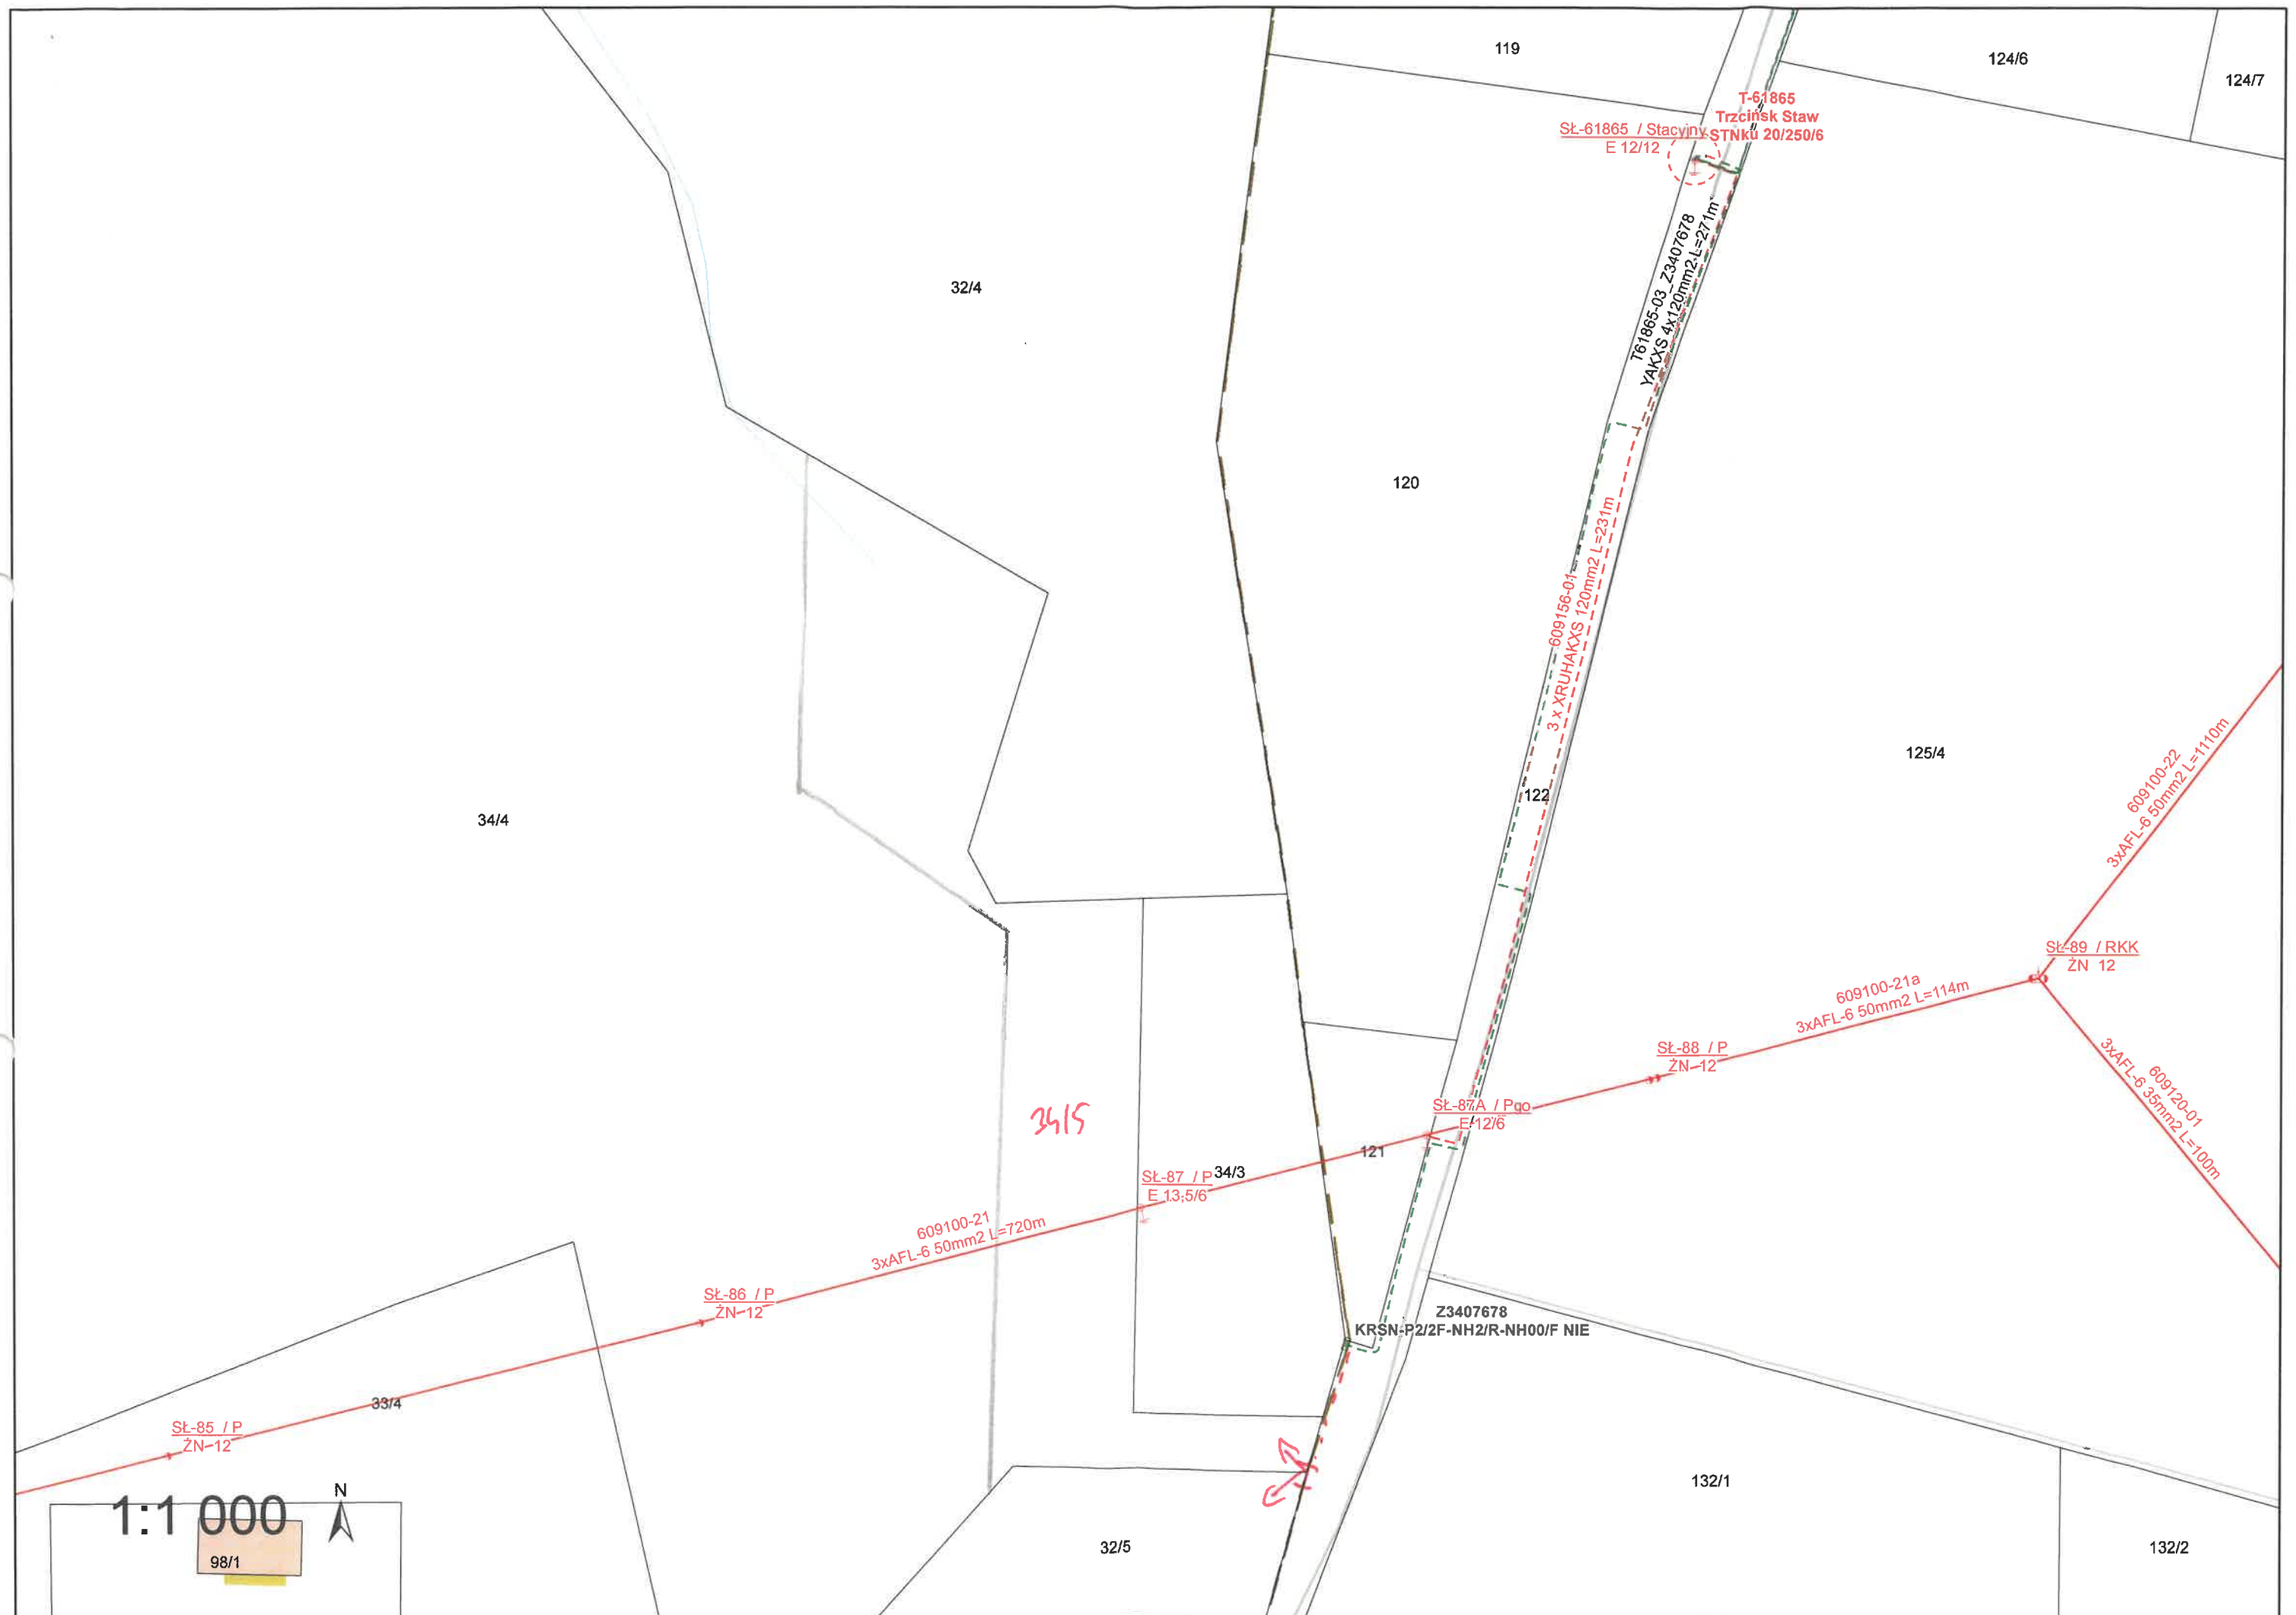 119
124/6
124/7
T-61865
Trzcińsk Staw
STNku 20/250/6
SŁ-61865 / Stacyjny
E 12/12
32/4
T61865-03_Z3407678
YAKXS 4x120mm2 L=271m
120
609156-01
3 x XRUHAKXS 120mm2 L=231m
122
125/4
609100-22
3xAFL-6 50mm2 L=1110m
34/4
SŁ-89 / RKK
ŻN 12
609100-21a
3xAFL-6 50mm2 L=114m
SŁ-88 / P
ŻN-12
609120-01
3xAFL-6 35mm2 L=100m
SŁ-87A / Pgo
E 12/6
34/5
121
34/3
SŁ-87 / P
E 13,5/6
609100-21
3xAFL-6 50mm2 L=720m
SŁ-86 / P
ŻN-12
Z3407678
KRSN-P2/2F-NH2/R-NH00/F NIE
33/4
SŁ-85 / P
ŻN-12
132/1
N
1:1 000
98/1
32/5
132/2